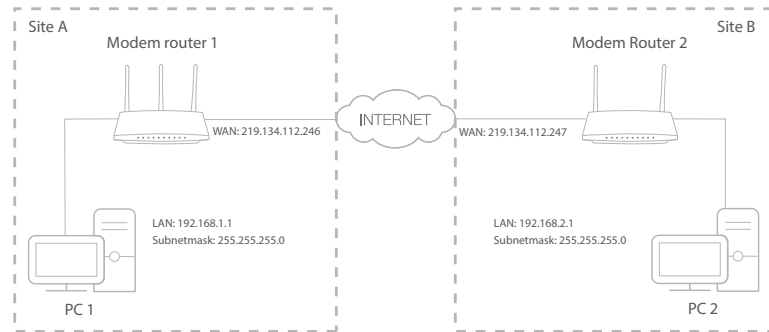 Site A
Modem router 1
WAN: 219.134.112.246
LAN: 192.168.1.1
Subnetmask: 255.255.255.0
PC 1
INTERNET
Site B
Modem Router 2
WAN: 219.134.112.247
LAN: 192.168.2.1
Subnetmask: 255.255.255.0
PC 2